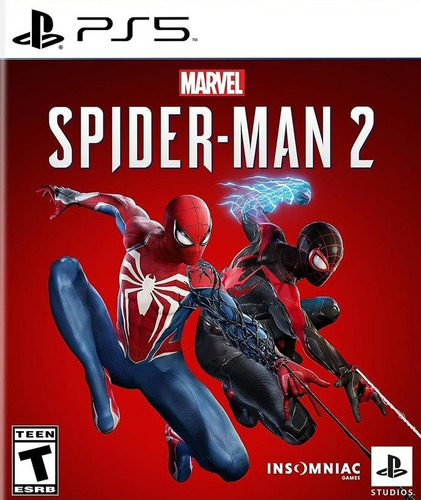 PS5
MARVEL
SPIDER-MAN 2
TEEN
T
ESRB
INSOMNIAC
GAMES
STUDIOS